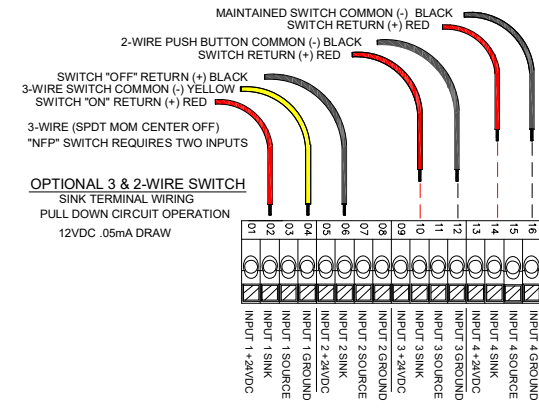 MAINTAINED SWITCH COMMON (-) BLACK
SWITCH RETURN (+) RED
2-WIRE PUSH BUTTON COMMON (-) BLACK
SWITCH RETURN (+) RED
SWITCH "OFF" RETURN (+) BLACK
3-WIRE SWITCH COMMON (-) YELLOW
SWITCH "ON" RETURN (+) RED
3-WIRE (SPDT MOM CENTER OFF)
"NFP" SWITCH REQUIRES TWO INPUTS
OPTIONAL 3 & 2-WIRE SWITCH
SINK TERMINAL WIRING
PULL DOWN CIRCUIT OPERATION
12VDC .05mA DRAW
01 02 03 04 05 06 07 08 09 10 11 12 13 14 15 16
INPUT 1 +24VDC
INPUT 1 SINK
INPUT 1 SOURCE
INPUT 1 GROUND
INPUT 2 +24VDC
INPUT 2 SINK
INPUT 2 SOURCE
INPUT 2 GROUND
INPUT 3 +24VDC
INPUT 3 SINK
INPUT 3 SOURCE
INPUT 3 GROUND
INPUT 4 +24VDC
INPUT 4 SINK
INPUT 4 SOURCE
INPUT 4 GROUND